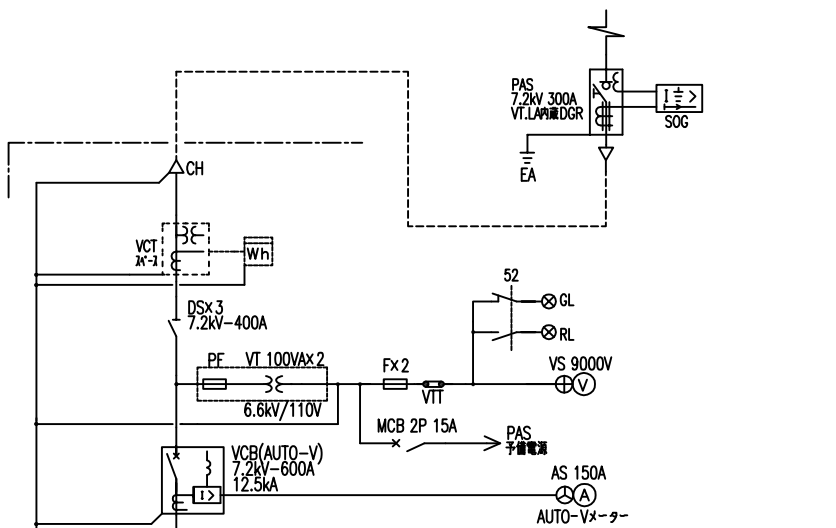 PAS
7.2kV 300A
VT.LA内蔵DGR
SOG
EA
CH
VCT
スペース
Wh
DS×3
7.2kV-400A
52
GL
RL
PF
VT 100VA×2
6.6kV/110V
F×2
VTT
VS 9000V
V
MCB 2P 15A
PAS
予備電源
VCB(AUTO-V)
7.2kV-600A
12.5kA
I>
I>
AS 150A
A
AUTO-Vメーター